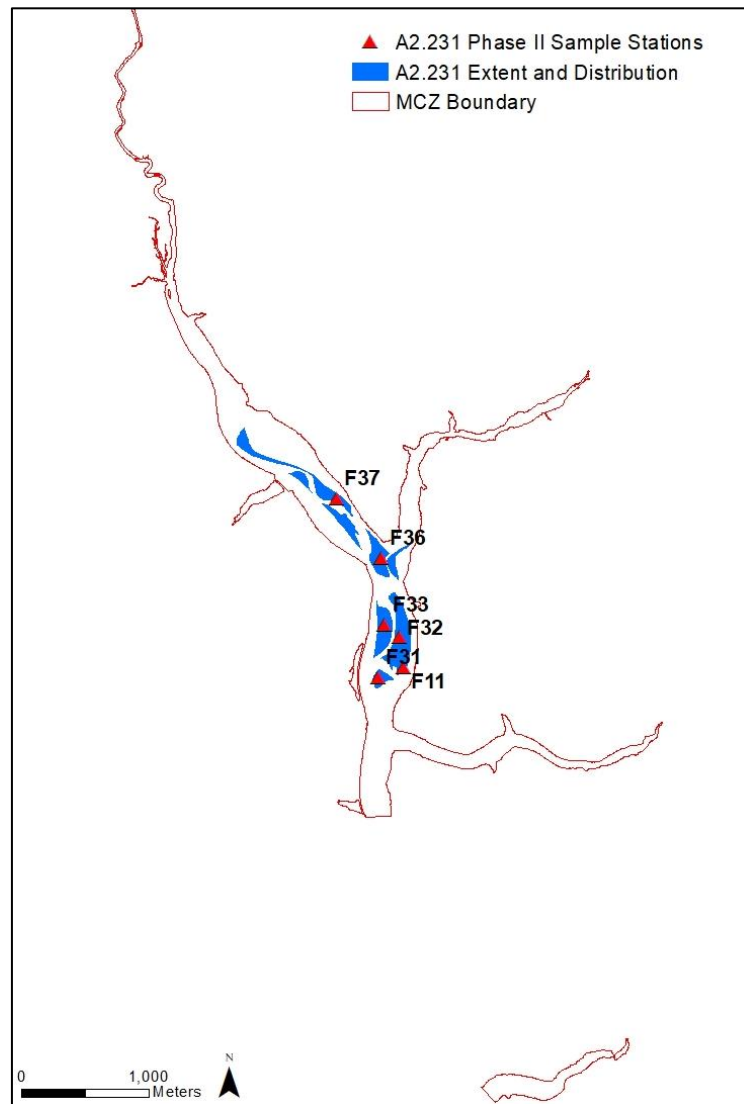 A2.231 Phase II Sample Stations
A2.231 Extent and Distribution
MCZ Boundary
F37
F36
F33
F32
F31
F11
0 1,000
Meters
N